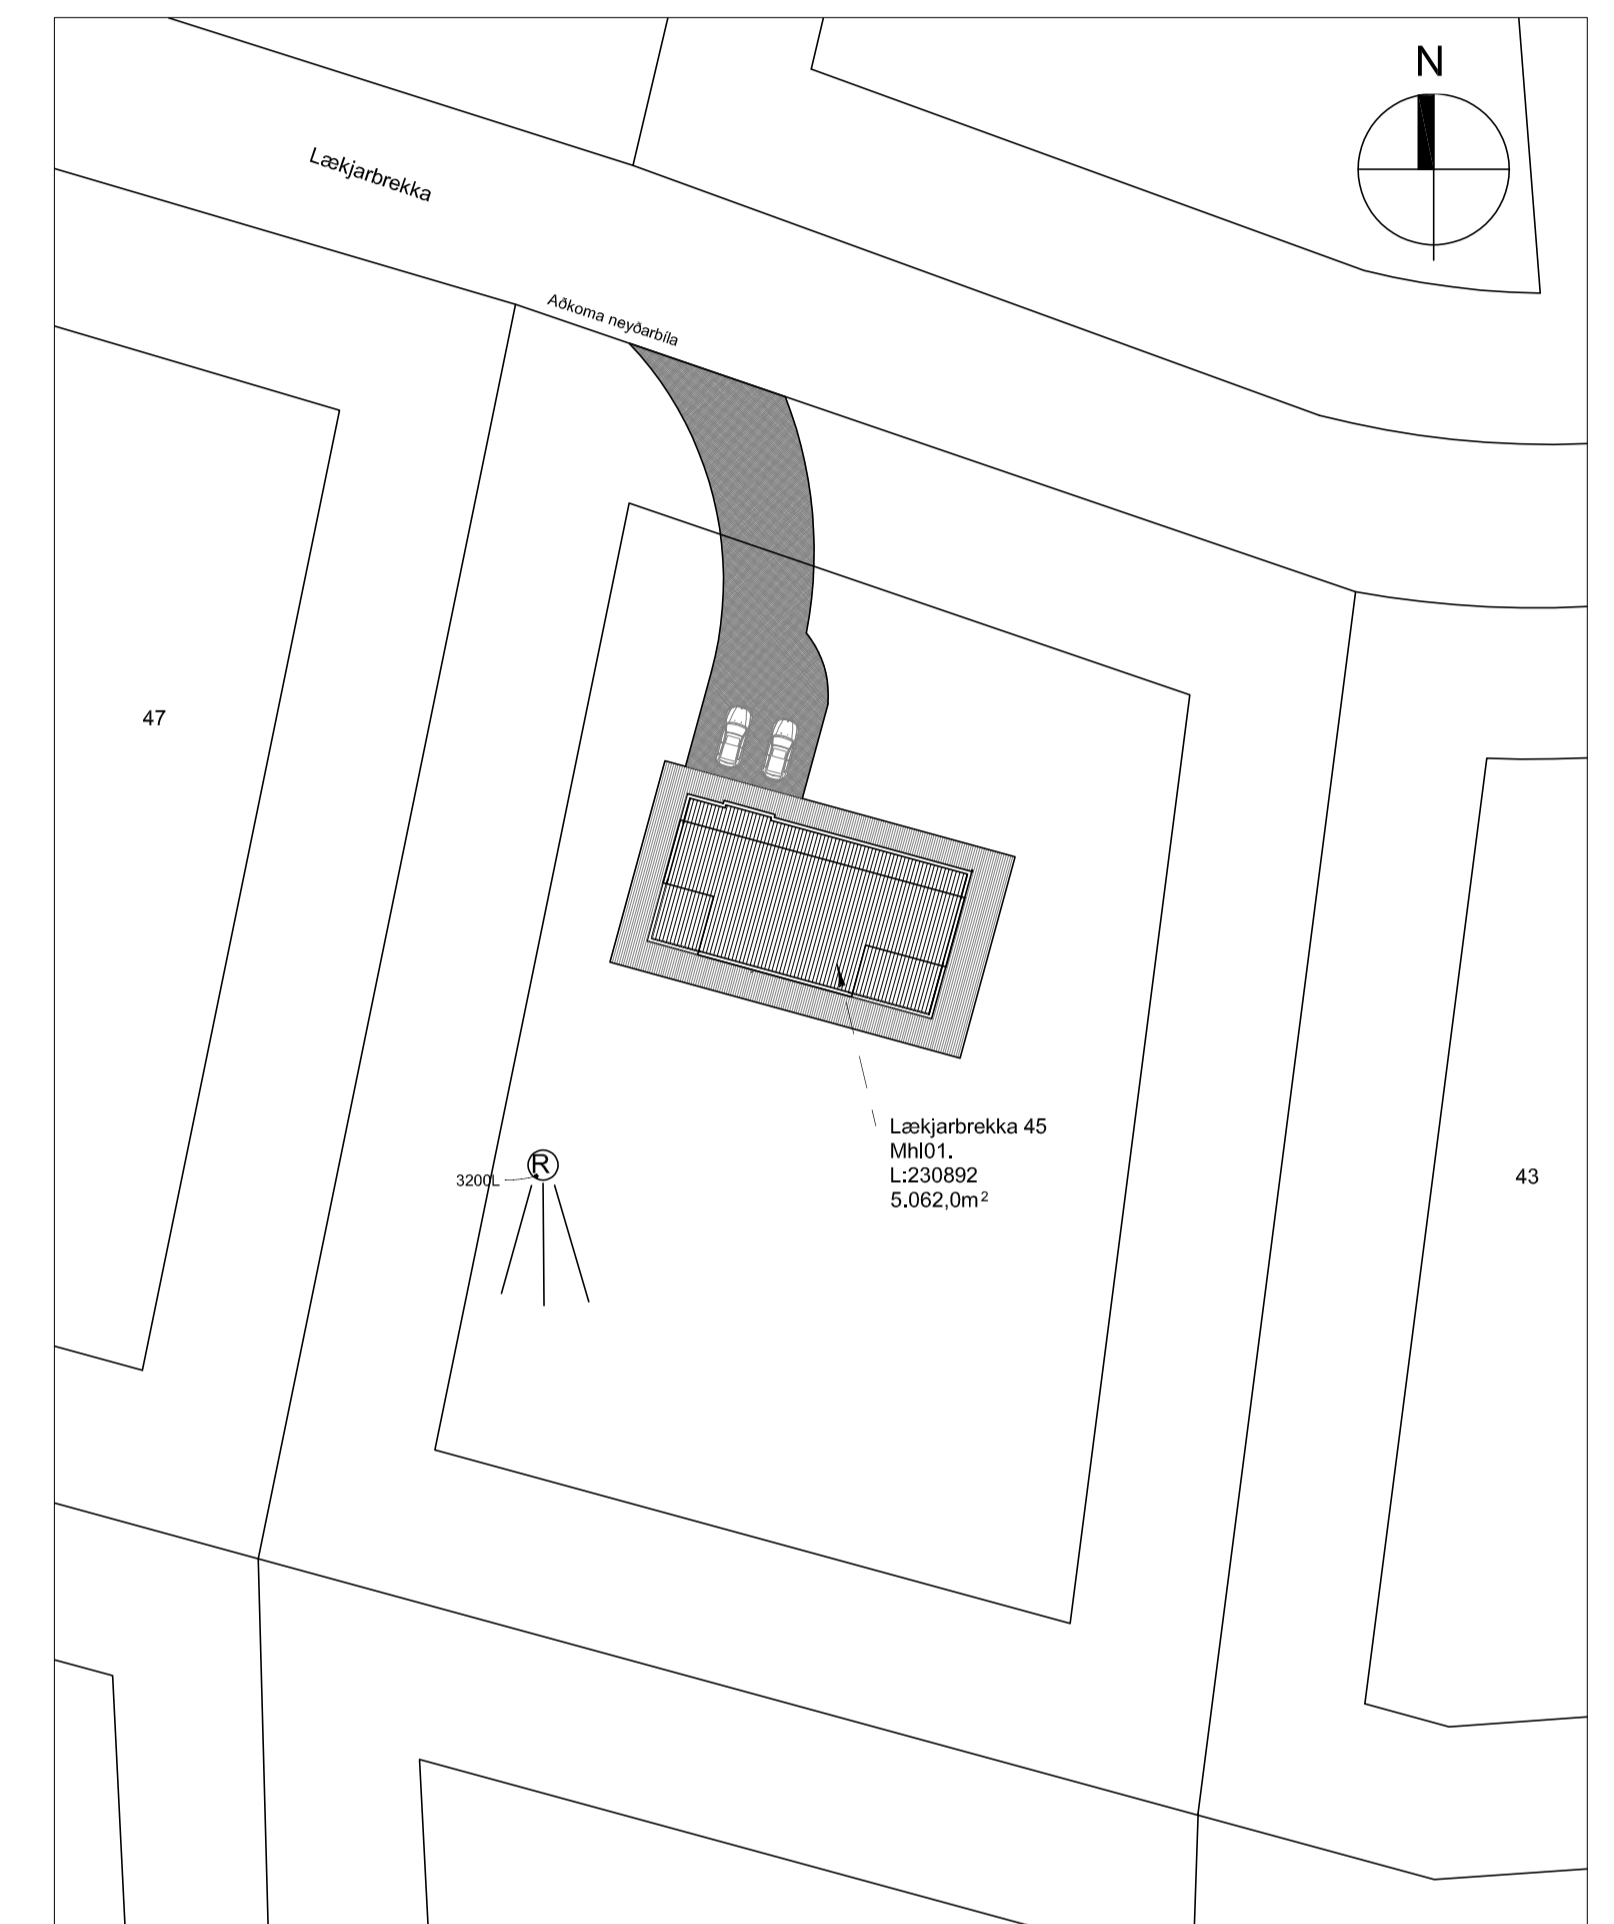 N
Lækjarbrekka
Aðkoma neyðarbíla
47
Lækjarbrekka 45
Mhl01.
L:230892
5.062,0m²
R
3200L
43